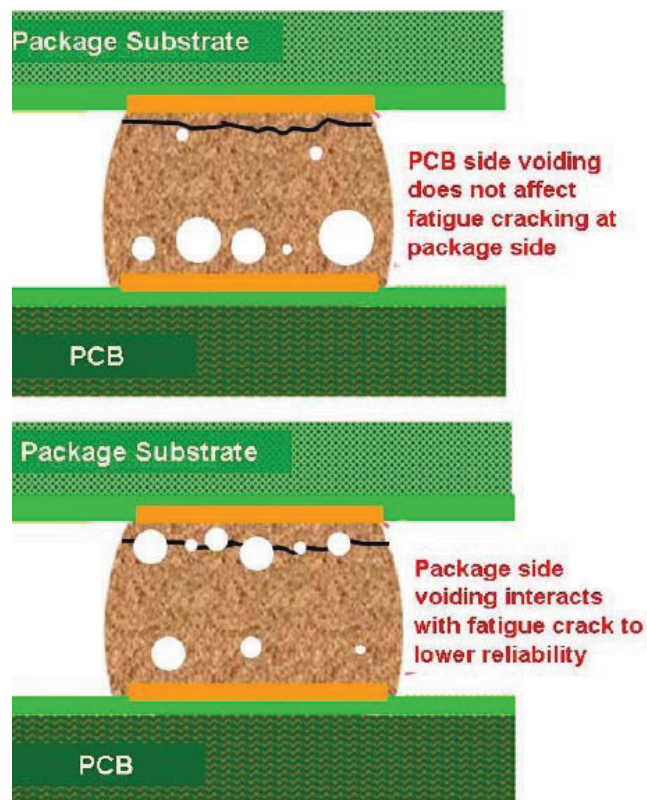 Package Substrate
PCB side voiding
does not affect
fatigue cracking at
package side
PCB
Package Substrate
Package side
voiding interacts
with fatigue crack to
lower reliability
PCB